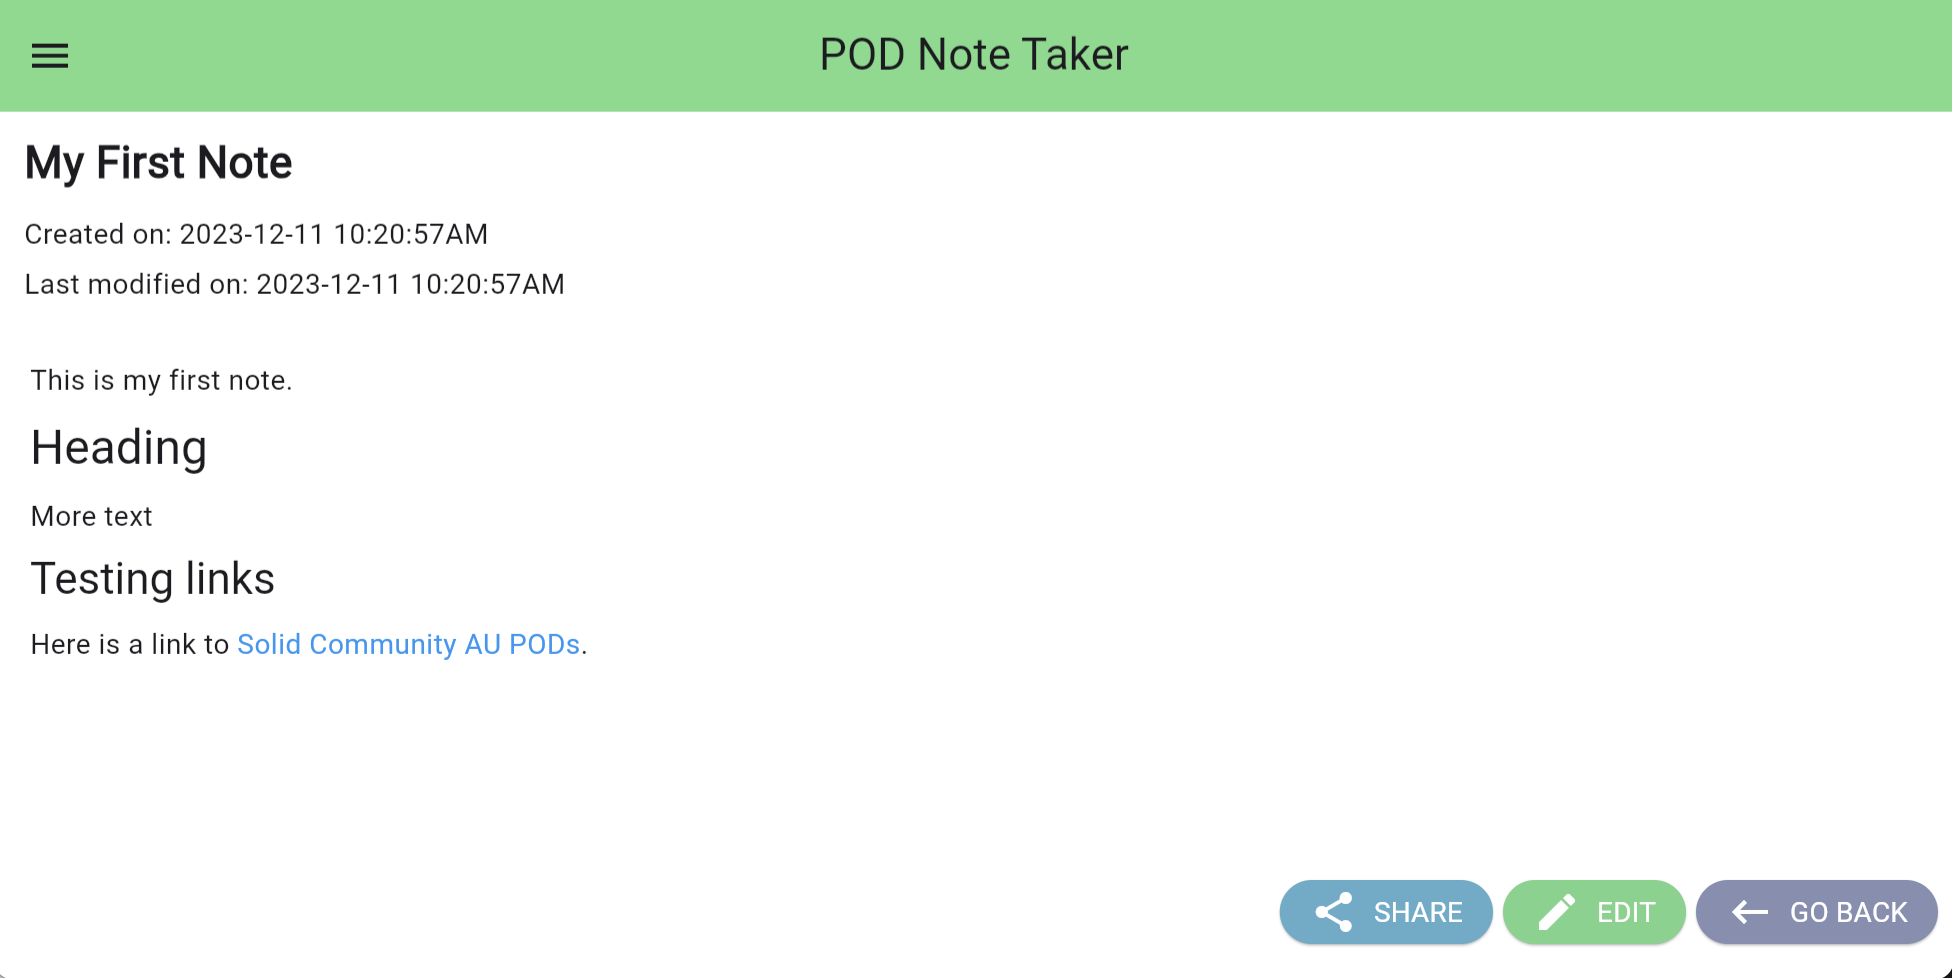 POD Note Taker
My First Note
Created on: 2023-12-11 10:20:57AM
Last modified on: 2023-12-11 10:20:57AM
This is my first note.
Heading
More text
Testing links
Here is a link to Solid Community AU PODs.
SHARE
EDIT
GO BACK